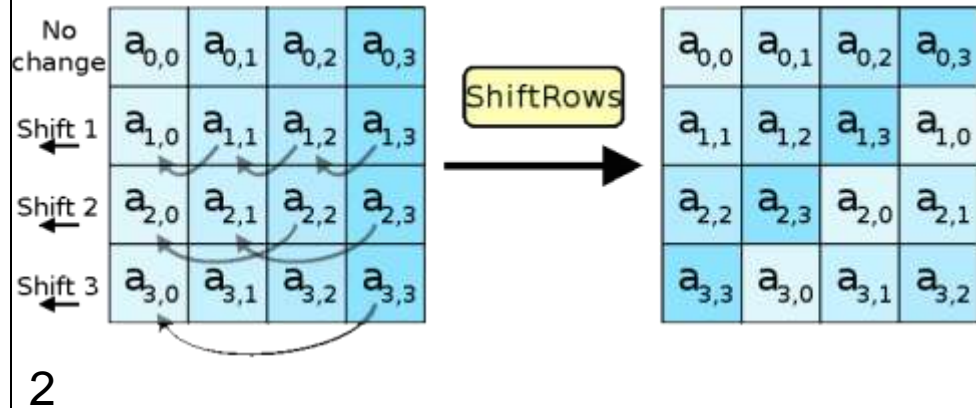 No
change
a0,0 a0,1 a0,2 a0,3
Shift 1
a1,0 a1,1 a1,2 a1,3
Shift 2
a2,0 a2,1 a2,2 a2,3
Shift 3
a3,0 a3,1 a3,2 a3,3
ShiftRows
a0,0 a0,1 a0,2 a0,3
a1,1 a1,2 a1,3 a1,0
a2,2 a2,3 a2,0 a2,1
a3,3 a3,0 a3,1 a3,2
2